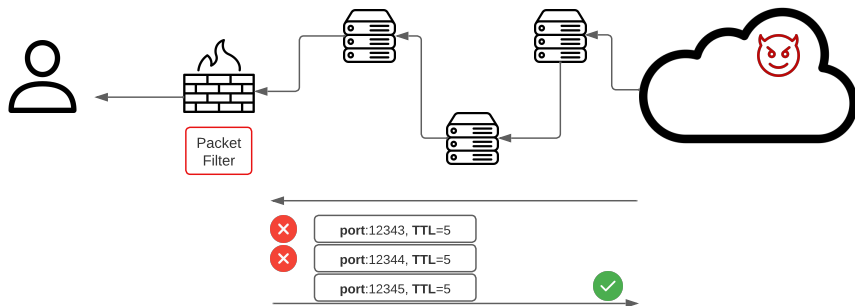 Packet
Filter
port:12343, TTL=5
port:12344, TTL=5
port:12345, TTL=5